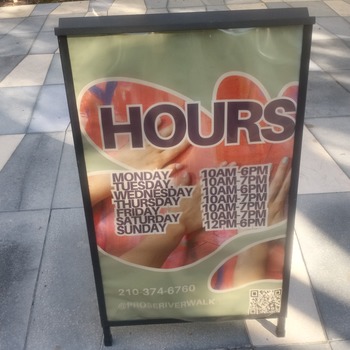 HOURS
MONDAY 10AM-6PM
TUESDAY 10AM-7PM
WEDNESDAY 10AM-6PM
THURSDAY 10AM-7PM
FRIDAY 10AM-7PM
SATURDAY 10AM-7PM
SUNDAY 12PM-6PM
210 374-6760